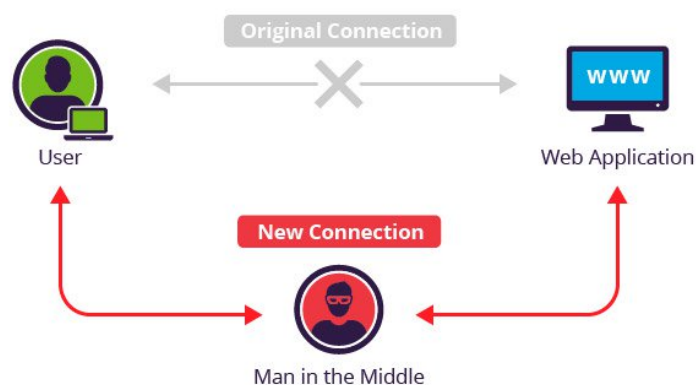 Original Connection
www
User
Web Application
New Connection
Man in the Middle